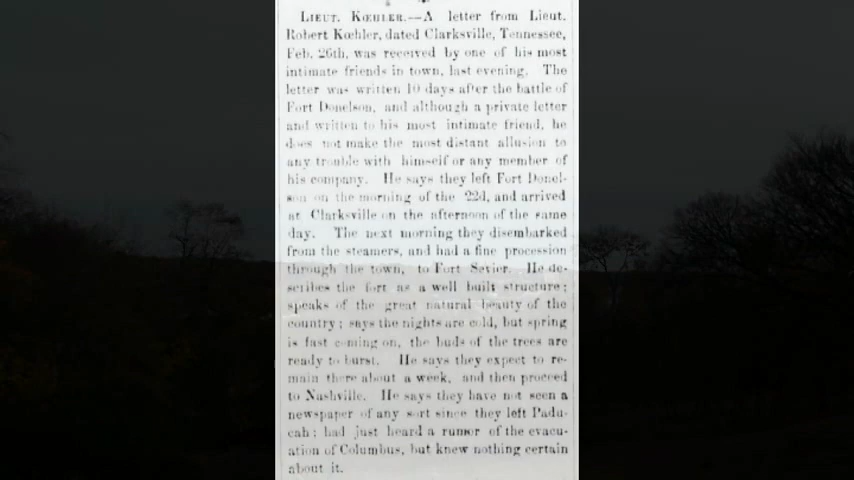 LIEUT. KŒHLER.—A letter from Lieut.
Robert Kœhler, dated Clarksville, Tennessee,
Feb. 26th, was received by one of his most
intimate friends in town, last evening. The
letter was written 10 days after the battle of
Fort Donelson, and although a private letter
and written to his most intimate friend, he
does not make the most distant allusion to
any trouble with himself or any member of
his company. He says they left Fort Donel-
son on the morning of the 22d, and arrived
at Clarksville on the afternoon of the same
day. The next morning they disembarked
from the steamers, and had a fine procession
through the town, to Fort Sevier. He de-
scribes the fort as a well built structure;
speaks of the great natural beauty of the
country; says the nights are cold, but spring
is fast coming on, the buds of the trees are
ready to burst. He says they expect to re-
main there about a week, and then proceed
to Nashville. He says they have not seen a
newspaper of any sort since they left Padu-
cah; had just heard a rumor of the evacu-
ation of Columbus, but knew nothing certain
about it.